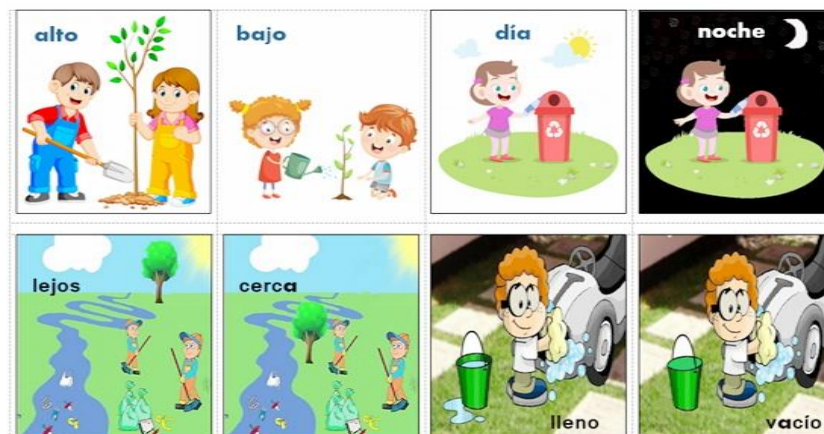 alto
bajo
día
noche
lejos
cerca
lleno
vacío